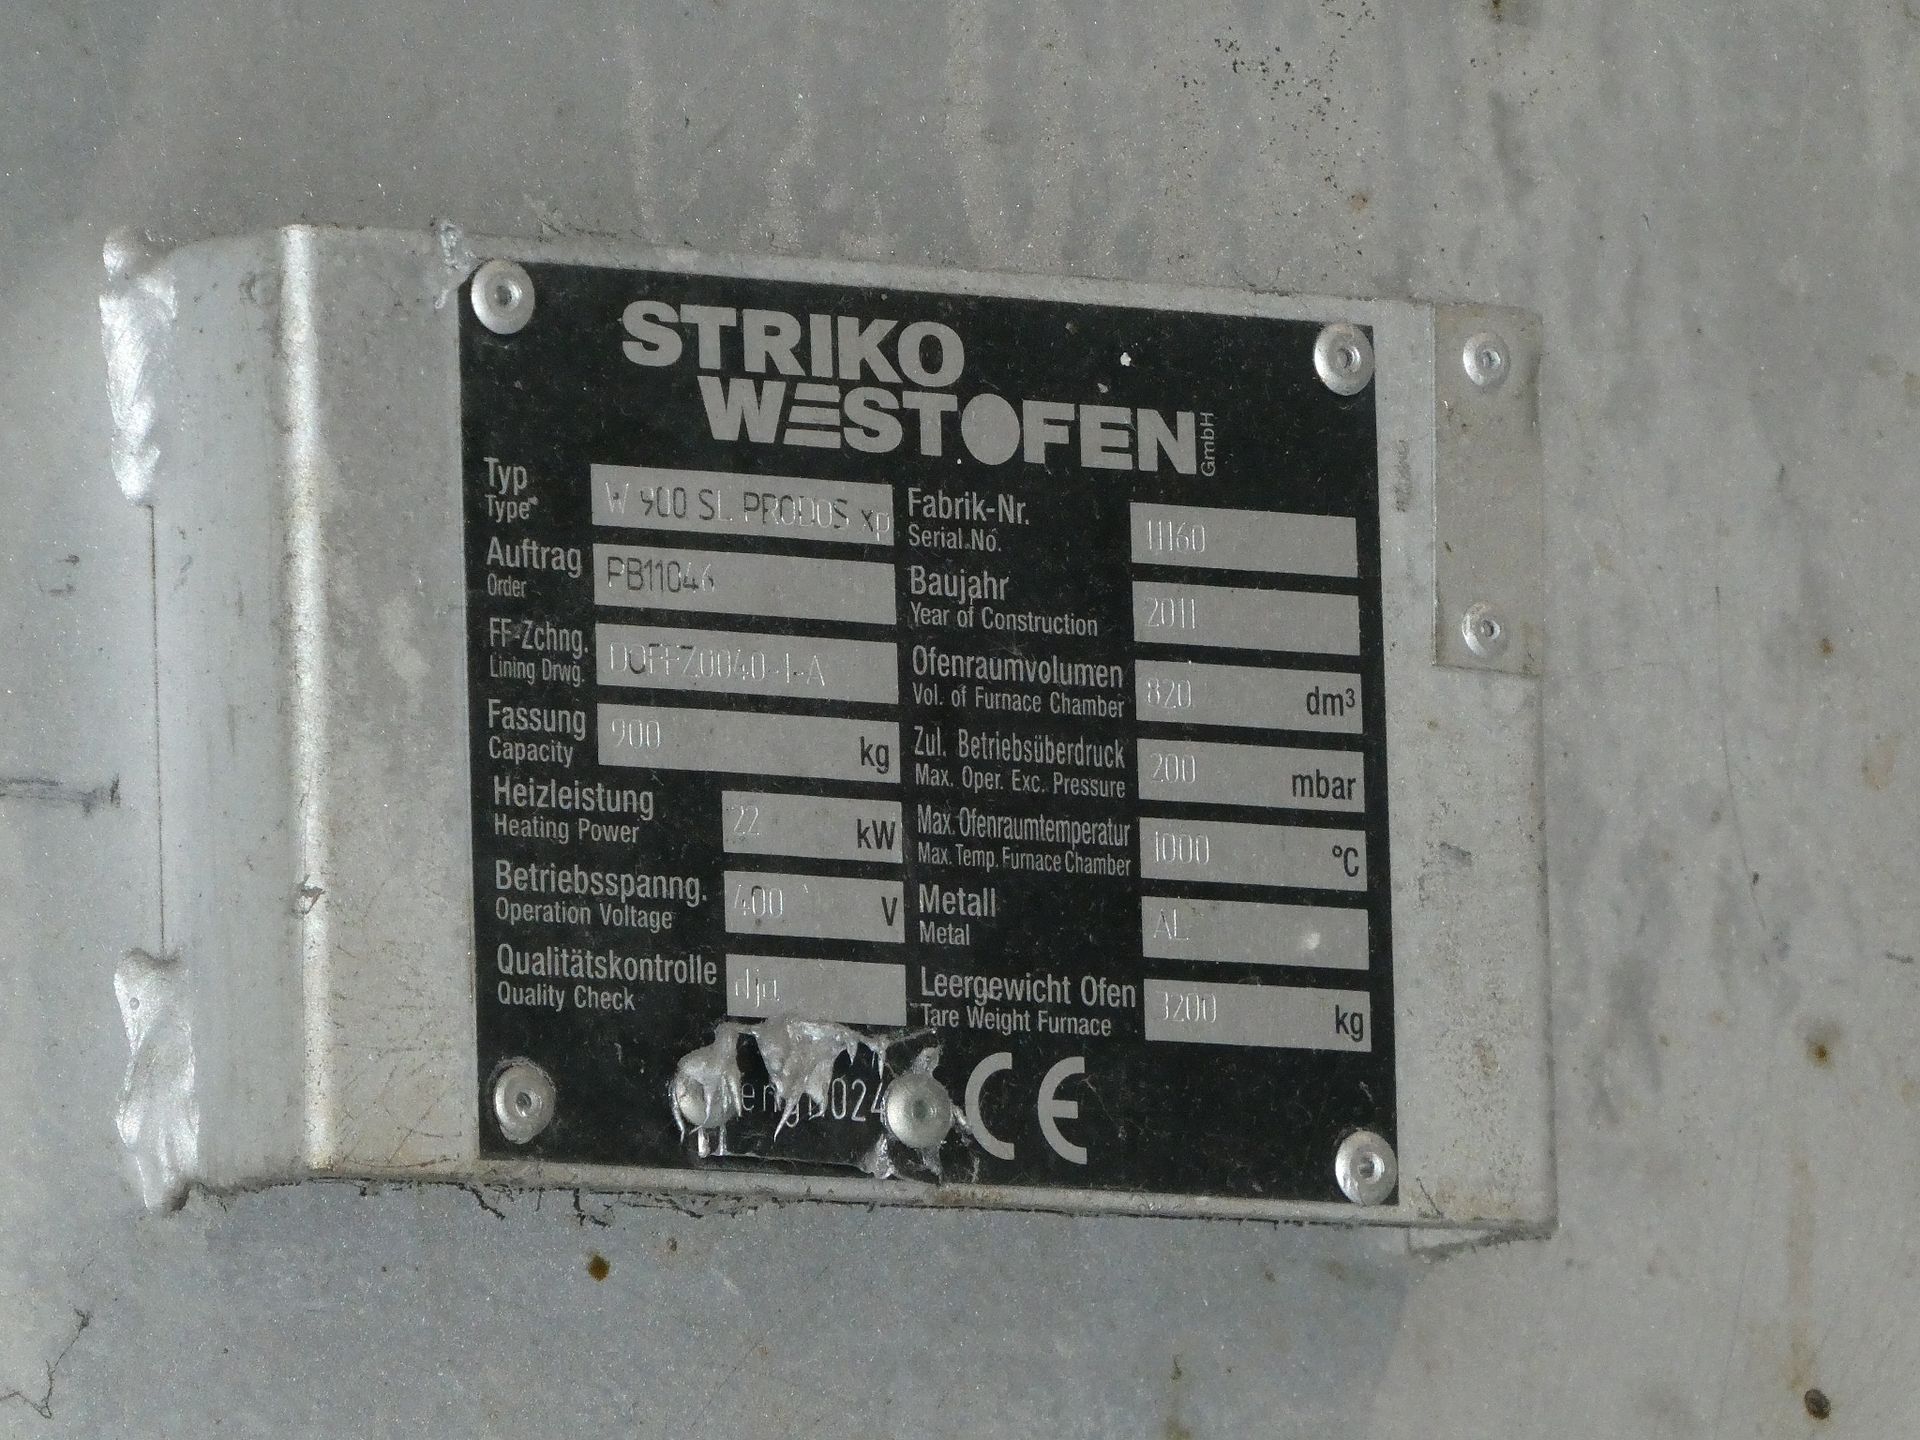 STRIKO
WESTOFEN GmbH
Typ
Type*
W 900 SL PRODOS xp
Auftrag
Order
PB11046
FF-Zchng.
Lining Drwg.
Fassung
Capacity
900 kg
Heizleistung
Heating Power
22 kW
Betriebsspanng.
Operation Voltage
400 V
Qualitätskontrolle
Quality Check
Fabrik-Nr.
Serial.No.
11160
Baujahr
Year of Construction
2011
Ofenraumvolumen
Vol. of Furnace Chamber
820 dm³
Zul. Betriebsüberdruck
Max. Oper. Exc. Pressure
200 mbar
Max. Ofenraumtemperatur
Max. Temp. Furnace Chamber
1000 °C
Metall
Metal
AL
Leergewicht Ofen
Tare Weight Furnace
3200 kg
CE